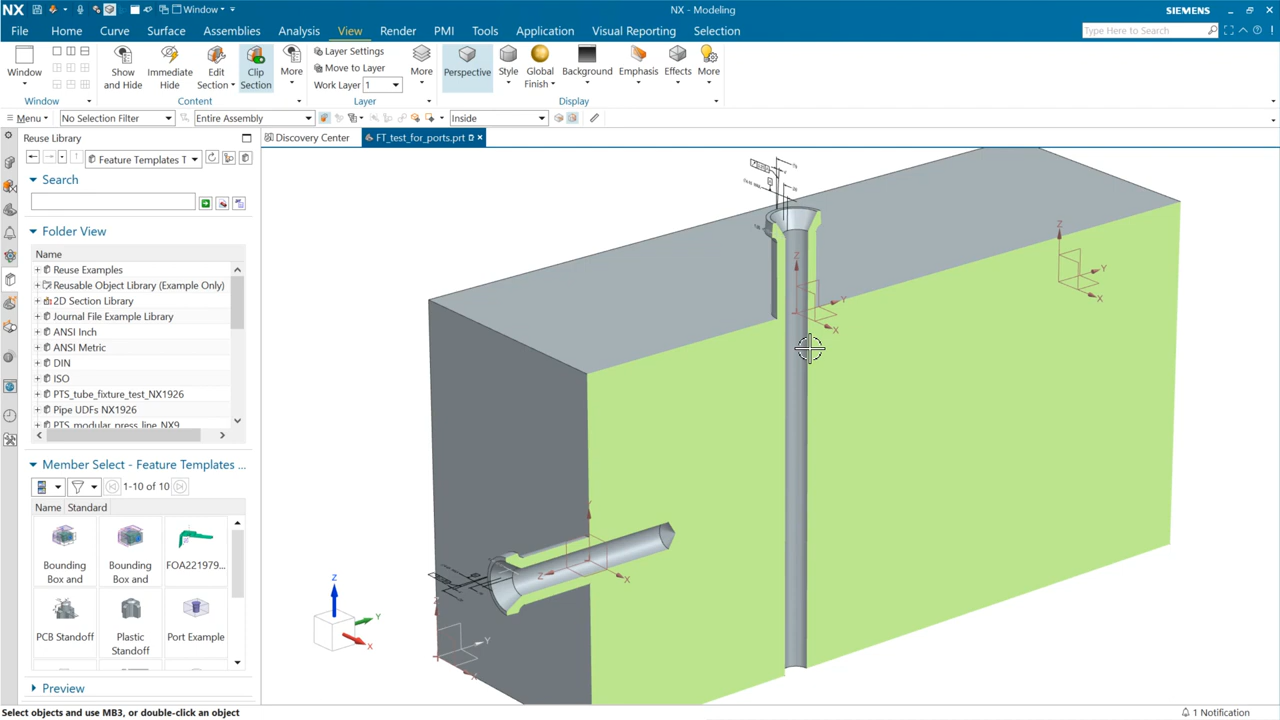 NX
Window
NX - Modeling
SIEMENS
File Home Curve Surface Assemblies Analysis View Render PMI Tools Application Visual Reporting Selection
Type Here to Search
Window
Show and Hide
Immediate Hide
Edit Section
Clip Section
More
Layer Settings
Move to Layer
Work Layer 1
More
Perspective
Style
Global Finish
Background
Emphasis
Effects
More
Window Content Layer Display
Menu No Selection Filter Entire Assembly Inside
Reuse Library
Discovery Center
FT_test_for_ports.prt
Feature Templates T
Search
Folder View
Name
Reuse Examples
Reusable Object Library (Example Only)
2D Section Library
Journal File Example Library
ANSI Inch
ANSI Metric
DIN
ISO
PTS_tube_fixture_test_NX1926
Pipe UDFs NX1926
PTS_modular_press_line_NX9
Member Select - Feature Templates ...
1-10 of 10
Name Standard
Bounding Box and
Bounding Box and
FOA221979...
PCB Standoff
Plastic Standoff
Port Example
Preview
Z
Y
X
Z
Y
X
Y
Z
X
Z
Y
X
Y
X
Select objects and use MB3, or double-click an object
1 Notification